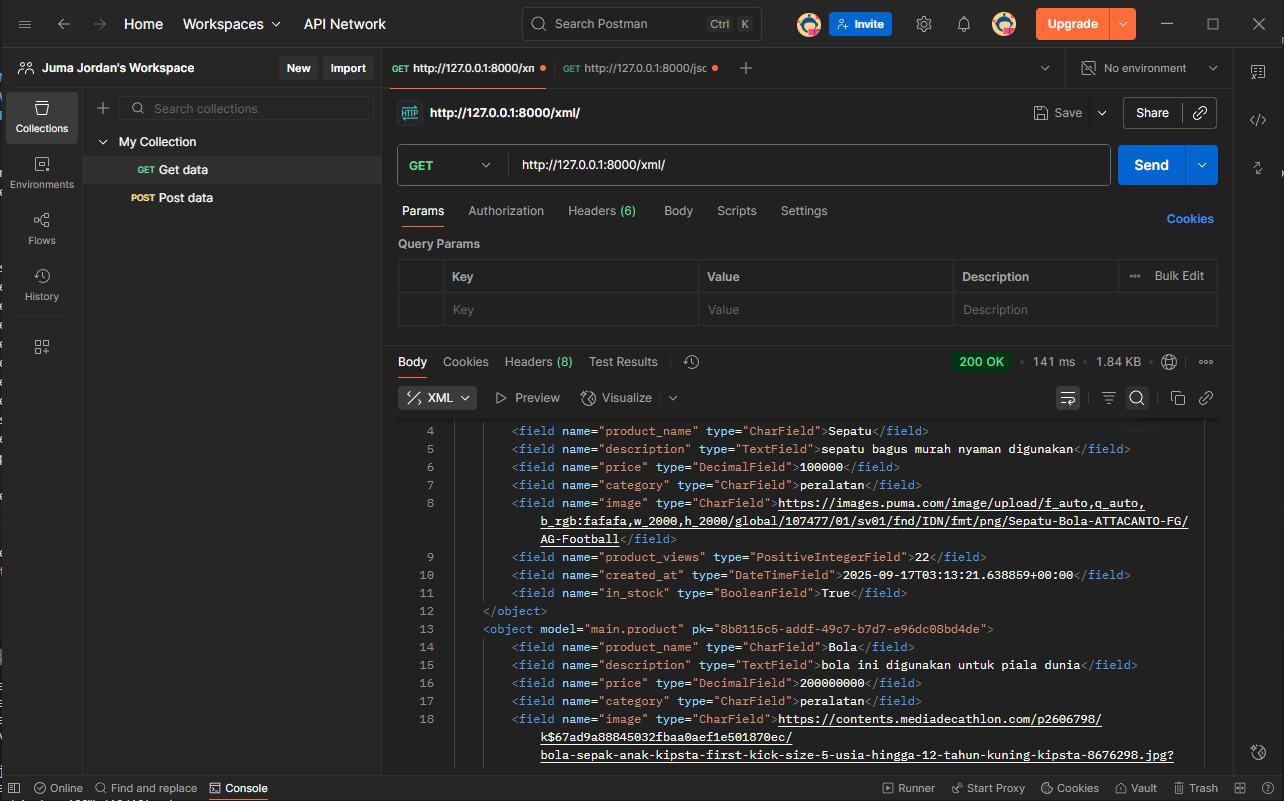 Home
Workspaces
API Network
Search Postman
Ctrl K
Invite
Upgrade
Juma Jordan's Workspace
New
Import
GET http://127.0.0.1:8000/xn
GET http://127.0.0.1:8000/jsc
No environment
Collections
Environments
Flows
History
Search collections
My Collection
GET Get data
POST Post data
HTTP
http://127.0.0.1:8000/xml/
Save
Share
GET
http://127.0.0.1:8000/xml/
Send
Params
Authorization
Headers (6)
Body
Scripts
Settings
Cookies
Query Params
Key
Value
Description
Bulk Edit
Key
Value
Description
Body
Cookies
Headers (8)
Test Results
200 OK
141 ms
1.84 KB
XML
Preview
Visualize
4 <field name="product_name" type="CharField">Sepatu</field>
5 <field name="description" type="TextField">sepatu bagus murah nyaman digunakan</field>
6 <field name="price" type="DecimalField">100000</field>
7 <field name="category" type="CharField">peralatan</field>
8 <field name="image" type="CharField">https://images.puma.com/image/upload/f_auto,q_auto,
b_rgb:fafafa,w_2000,h_2000/global/107477/01/sv01/fnd/IDN/fmt/png/Sepatu-Bola-ATTACANTO-FG/
AG-Football</field>
9 <field name="product_views" type="PositiveIntegerField">22</field>
10 <field name="created_at" type="DateTimeField">2025-09-17T03:13:21.638859+00:00</field>
11 <field name="in_stock" type="BooleanField">True</field>
12 </object>
13 <object model="main.product" pk="8b8115c5-addf-49c7-b7d7-e96dc08bd4de">
14 <field name="product_name" type="CharField">Bola</field>
15 <field name="description" type="TextField">bola ini digunakan untuk piala dunia</field>
16 <field name="price" type="DecimalField">200000000</field>
17 <field name="category" type="CharField">peralatan</field>
18 <field name="image" type="CharField">https://contents.mediadecathlon.com/p2606798/
k$67ad9a88845032fbaa0aef1e501870ec/
bola-sepak-anak-kipsta-first-kick-size-5-usia-hingga-12-tahun-kuning-kipsta-8676298.jpg?
Online
Find and replace
Console
Runner
Start Proxy
Cookies
Vault
Trash